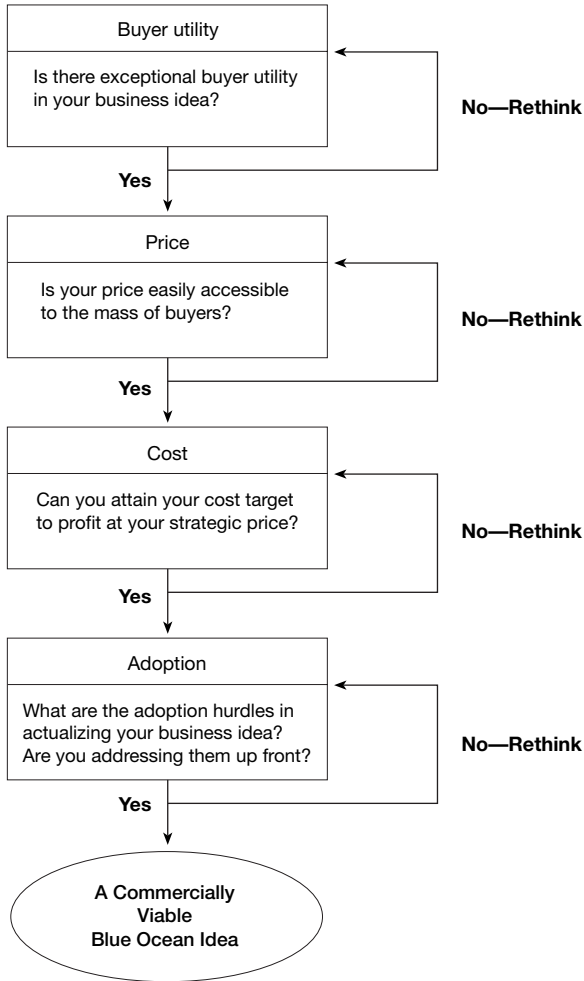 Buyer utility
Is there exceptional buyer utility
in your business idea?
No—Rethink
Yes
Price
Is your price easily accessible
to the mass of buyers?
No—Rethink
Yes
Cost
Can you attain your cost target
to profit at your strategic price?
No—Rethink
Yes
Adoption
What are the adoption hurdles in
actualizing your business idea?
Are you addressing them up front?
No—Rethink
Yes
A Commercially
Viable
Blue Ocean Idea